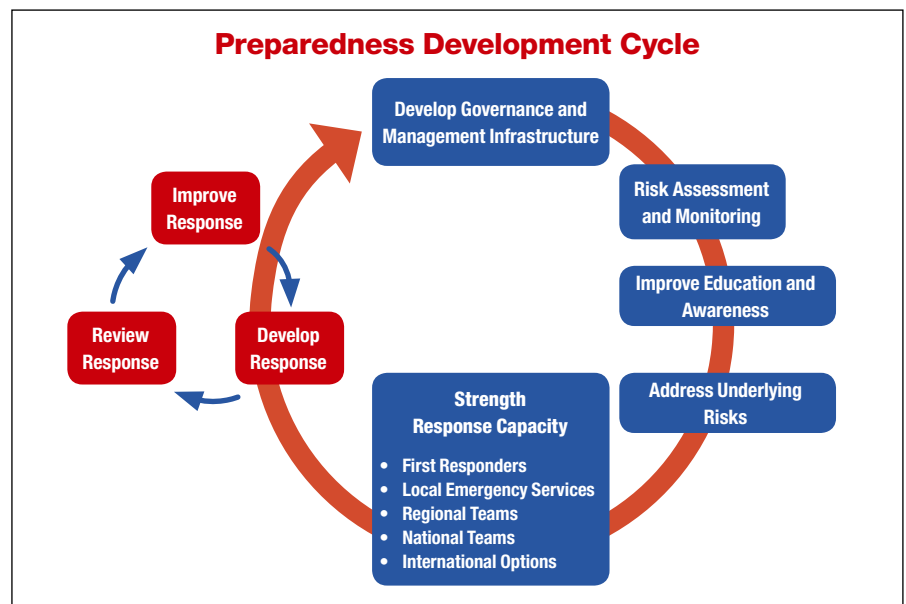 Preparedness Development Cycle
Develop Governance and
Management Infrastructure
Risk Assessment
and Monitoring
Improve Education and
Awareness
Address Underlying
Risks
Strength
Response Capacity
• First Responders
• Local Emergency Services
• Regional Teams
• National Teams
• International Options
Develop
Response
Review
Response
Improve
Response